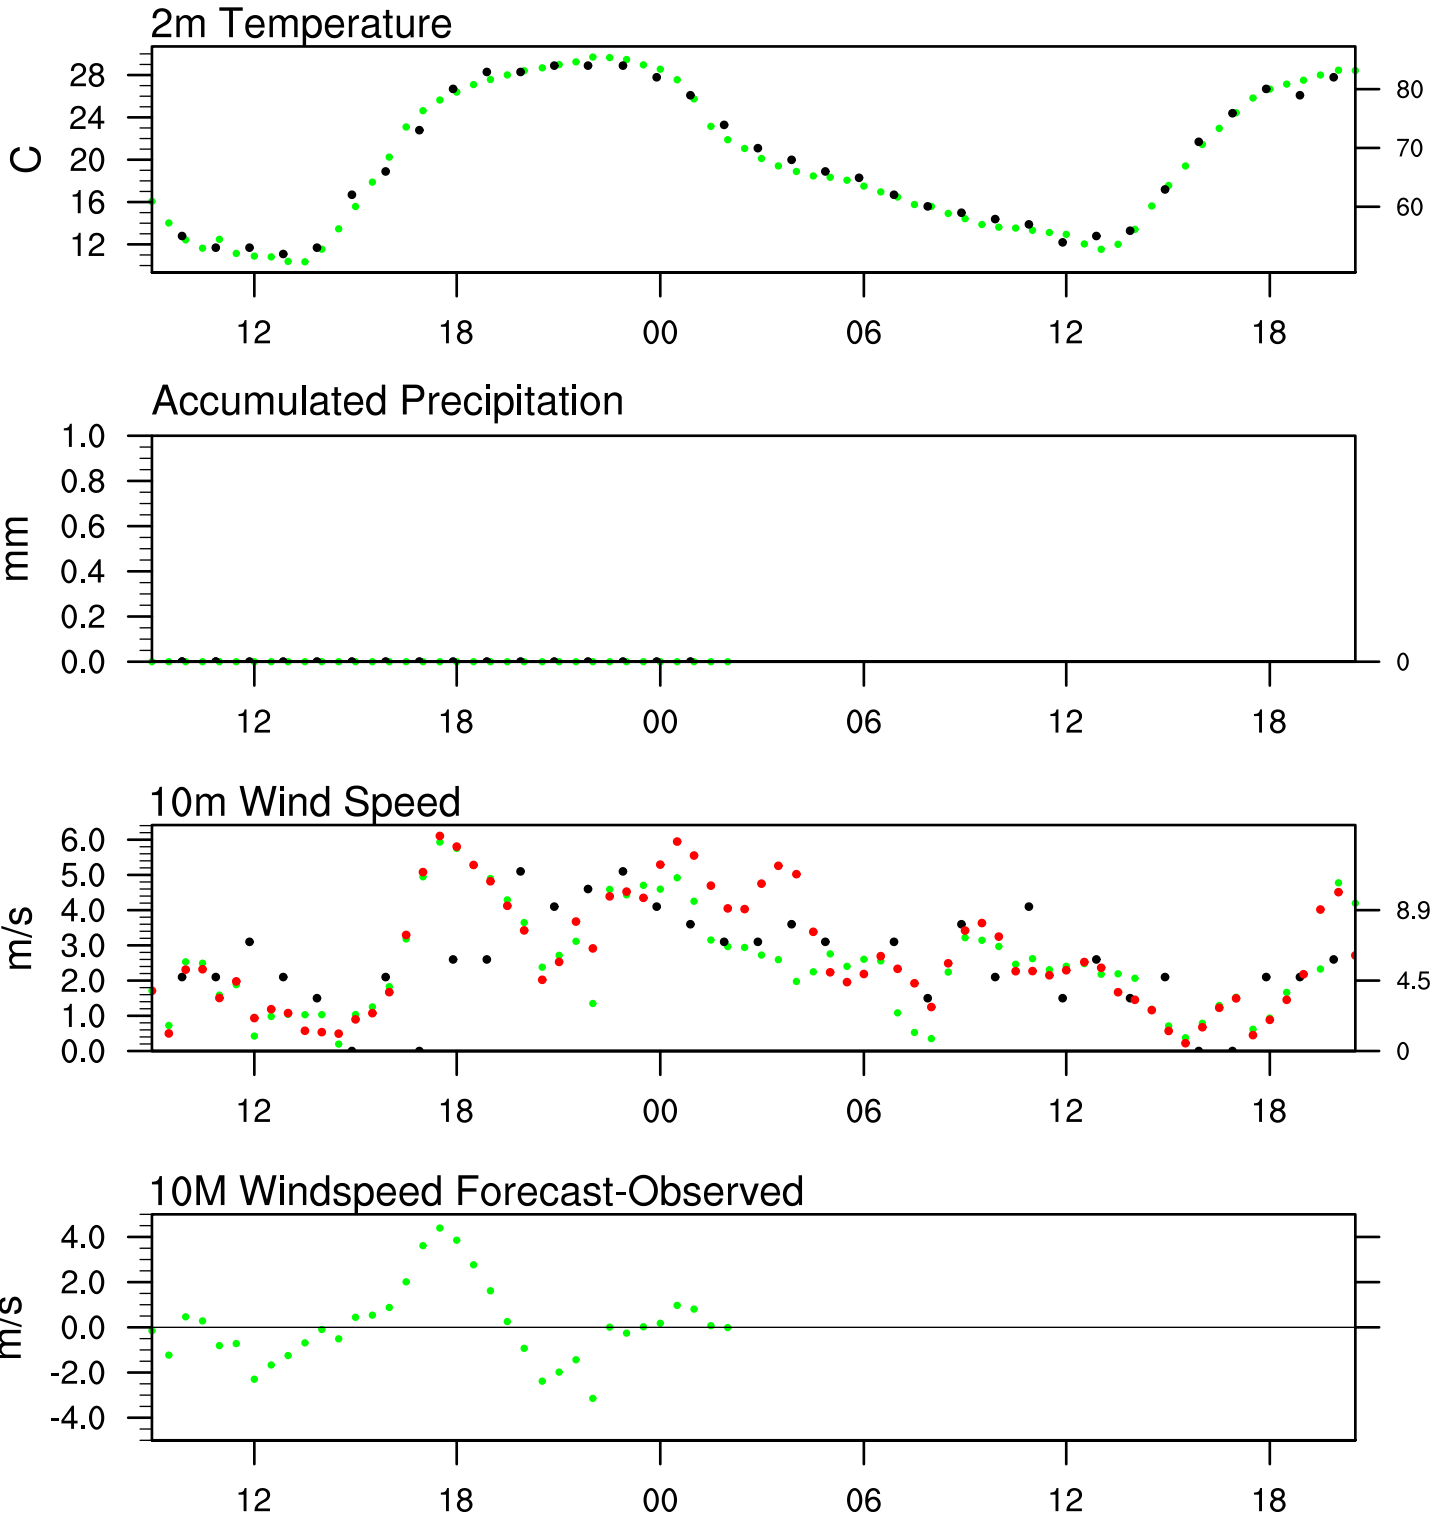 2m Temperature
28
24
20
16
12
C
80
70
60
12 18 00 06 12 18
Accumulated Precipitation
1.0
0.8
0.6
0.4
0.2
0.0
mm
0
12 18 00 06 12 18
10m Wind Speed
6.0
5.0
4.0
3.0
2.0
1.0
0.0
m/s
8.9
4.5
0
12 18 00 06 12 18
10M Windspeed Forecast-Observed
4.0
2.0
0.0
-2.0
-4.0
m/s
12 18 00 06 12 18